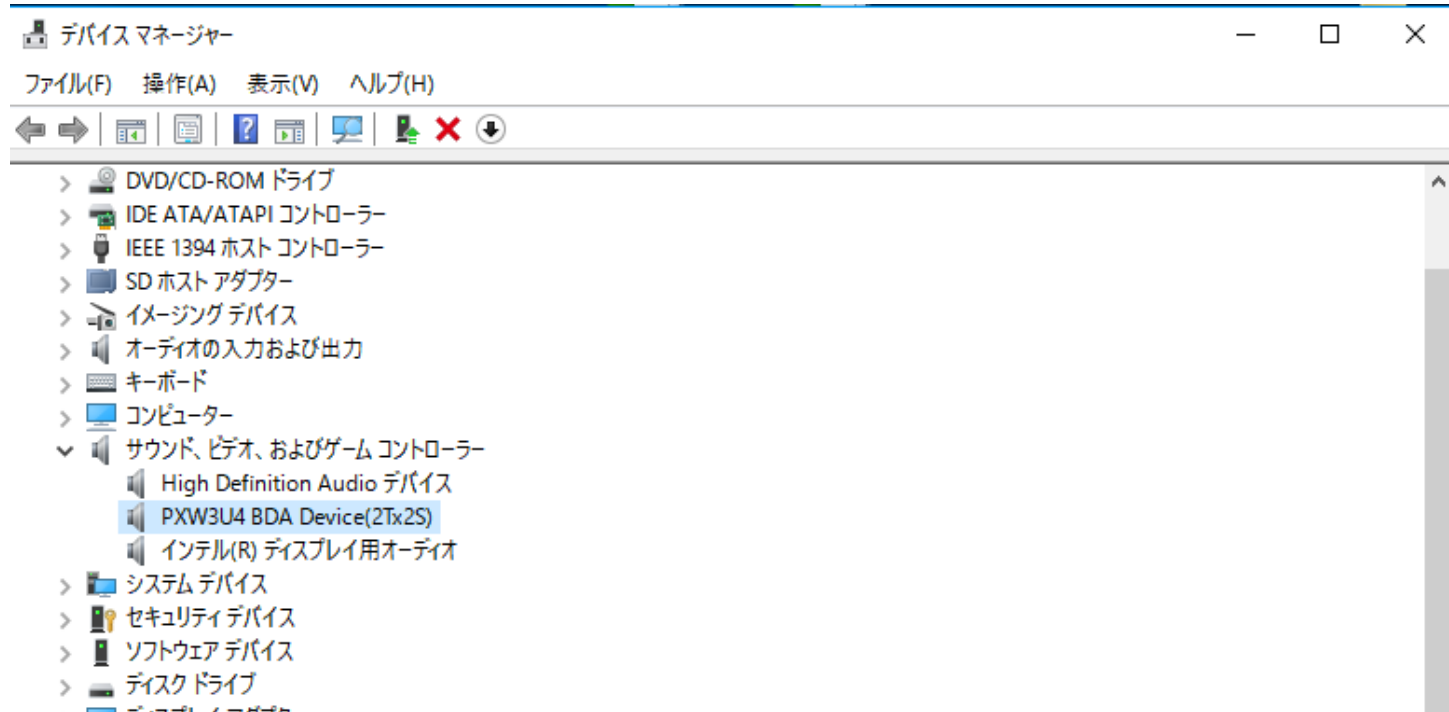 デバイス マネージャー
ファイル(F) 操作(A) 表示(V) ヘルプ(H)
DVD/CD-ROM ドライブ
IDE ATA/ATAPI コントローラー
IEEE 1394 ホスト コントローラー
SD ホスト アダプター
イメージング デバイス
オーディオの入力および出力
キーボード
コンピューター
サウンド、ビデオ、およびゲーム コントローラー
High Definition Audio デバイス
PXW3U4 BDA Device(2Tx2S)
インテル(R) ディスプレイ用オーディオ
システム デバイス
セキュリティ デバイス
ソフトウェア デバイス
ディスク ドライブ